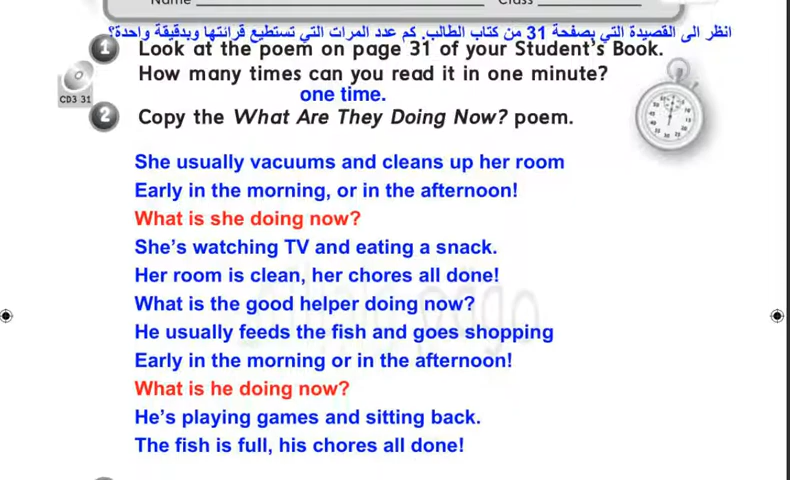 Name Class
انظر الى القصيدة التي بصفحة 31 من كتاب الطالب. كم عدد المرات التي تستطيع قرائتها وبدقيقة واحدة؟
1 Look at the poem on page 31 of your Student's Book.
How many times can you read it in one minute?
CD3 31
one time.
2 Copy the What Are They Doing Now? poem.
She usually vacuums and cleans up her room
Early in the morning, or in the afternoon!
What is she doing now?
She's watching TV and eating a snack.
Her room is clean, her chores all done!
What is the good helper doing now?
He usually feeds the fish and goes shopping
Early in the morning or in the afternoon!
What is he doing now?
He's playing games and sitting back.
The fish is full, his chores all done!